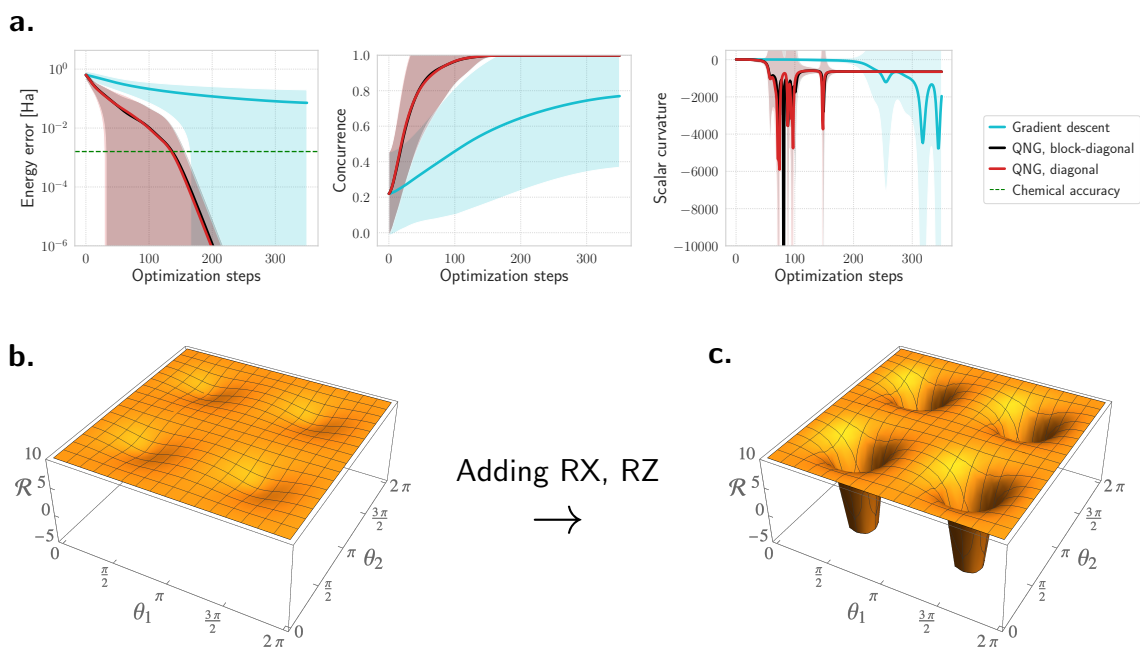 a.
Energy error [Ha]
10^0
10^−2
10^−4
10^−6
0 100 200 300
Optimization steps
Concurrence
1.0
0.8
0.6
0.4
0.2
0.0
0 100 200 300
Optimization steps
Scalar curvature
0
−2000
−4000
−6000
−8000
−10000
0 100 200 300
Optimization steps
Gradient descent
QNG, block-diagonal
QNG, diagonal
Chemical accuracy
b.
10
5
0
−5
ℛ
0
π/2
π
3π/2
2π
θ₁
0
π/2
π
3π/2
2π
θ₂
Adding RX, RZ
→
c.
10
5
0
−5
ℛ
0
π/2
π
3π/2
2π
θ₁
0
π/2
π
3π/2
2π
θ₂